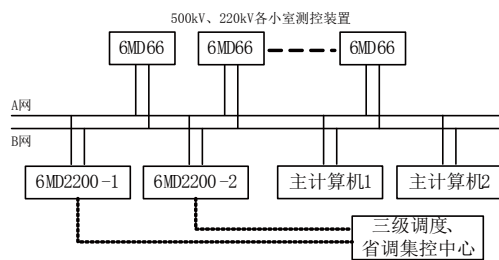 500kV、220kV各小室测控装置
6MD66
6MD66
6MD66
A网
B网
6MD2200-1
6MD2200-2
主计算机1
主计算机2
三级调度、
省调集控中心